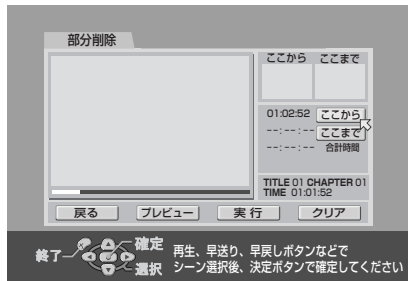 部分削除
ここから ここまで
01:02:52 ここから
--:--:-- ここまで
--:--:-- 合計時間
TITLE 01 CHAPTER 01
TIME 01:01:52
戻る プレビュー 実行 クリア
終了 確定 選択
再生、早送り、早戻しボタンなどで
シーン選択後、決定ボタンで確定してください